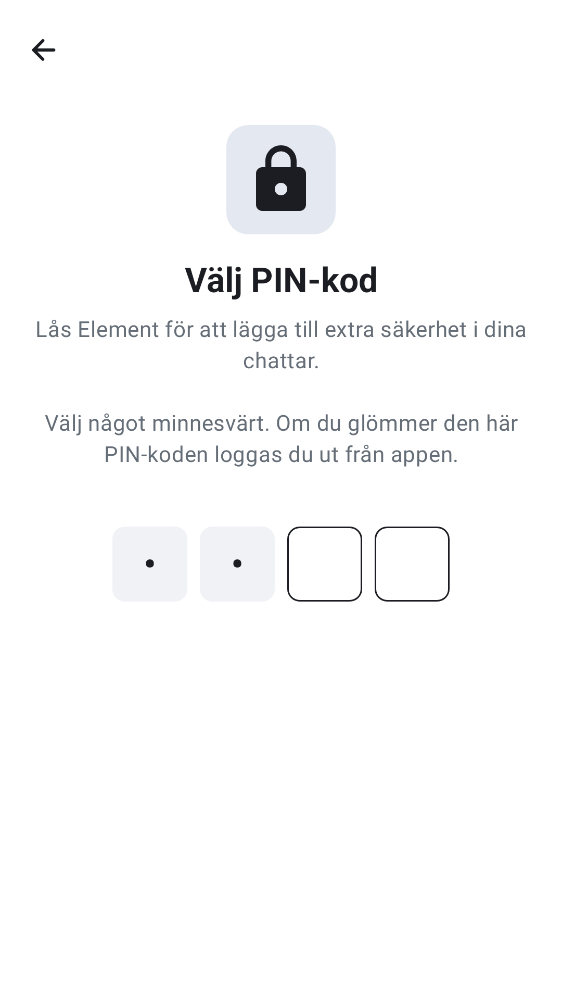 Välj PIN-kod
Lås Element för att lägga till extra säkerhet i dina
chattar.
Välj något minnesvärt. Om du glömmer den här
PIN-koden loggas du ut från appen.